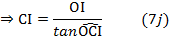 ⇒ CI = OI / tan OĈI (7j)